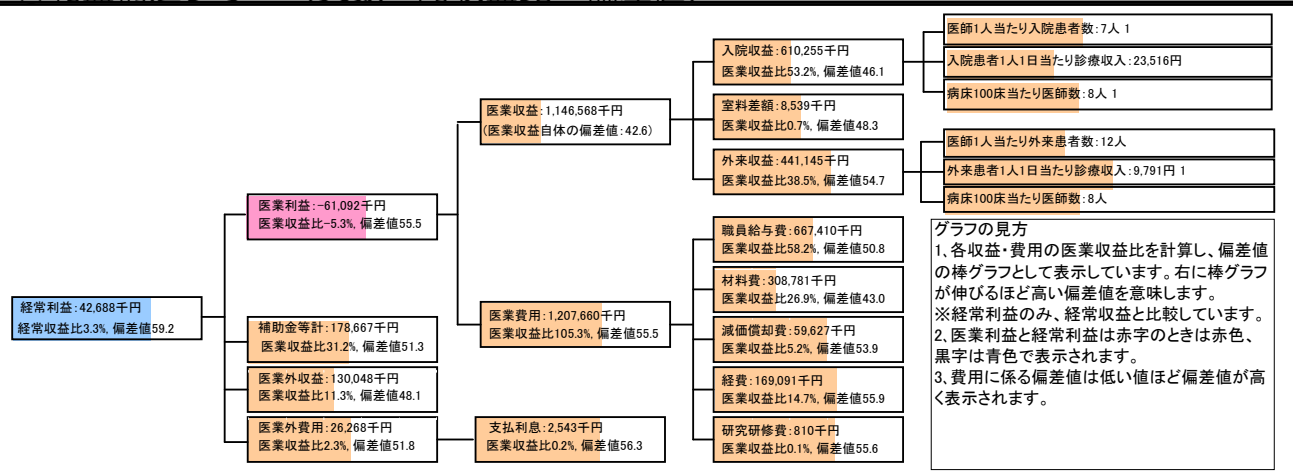 経常利益:42,688千円
経常収益比3.3%, 偏差値59.2
医業利益:-61,092千円
医業収益比-5.3%, 偏差値55.5
補助金等計:178,667千円
医業収益比31.2%, 偏差値51.3
医業外収益:130,048千円
医業収益比11.3%, 偏差値48.1
医業外費用:26,268千円
医業収益比2.3%, 偏差値51.8
支払利息:2,543千円
医業収益比0.2%, 偏差値56.3
医業収益:1,146,568千円
(医業収益自体の偏差値:42.6)
医業費用:1,207,660千円
医業収益比105.3%, 偏差値55.5
入院収益:610,255千円
医業収益比53.2%, 偏差値46.1
室料差額:8,539千円
医業収益比0.7%, 偏差値48.3
外来収益:441,145千円
医業収益比38.5%, 偏差値54.7
職員給与費:667,410千円
医業収益比58.2%, 偏差値50.8
材料費:308,781千円
医業収益比26.9%, 偏差値43.0
減価償却費:59,627千円
医業収益比5.2%, 偏差値53.9
経費:169,091千円
医業収益比14.7%, 偏差値55.9
研究研修費:810千円
医業収益比0.1%, 偏差値55.6
医師1人当たり入院患者数:7人 1
入院患者1人1日当たり診療収入:23,516円
病床100床当たり医師数:8人 1
医師1人当たり外来患者数:12人
外来患者1人1日当たり診療収入:9,791円 1
病床100床当たり医師数:8人
グラフの見方
1、各収益・費用の医業収益比を計算し、偏差値
の棒グラフとして表示しています。右に棒グラフ
が伸びるほど高い偏差値を意味します。
※経常利益のみ、経常収益と比較しています。
2、医業利益と経常利益は赤字のときは赤色、
黒字は青色で表示されます。
3、費用に係る偏差値は低い値ほど偏差値が高
く表示されます。